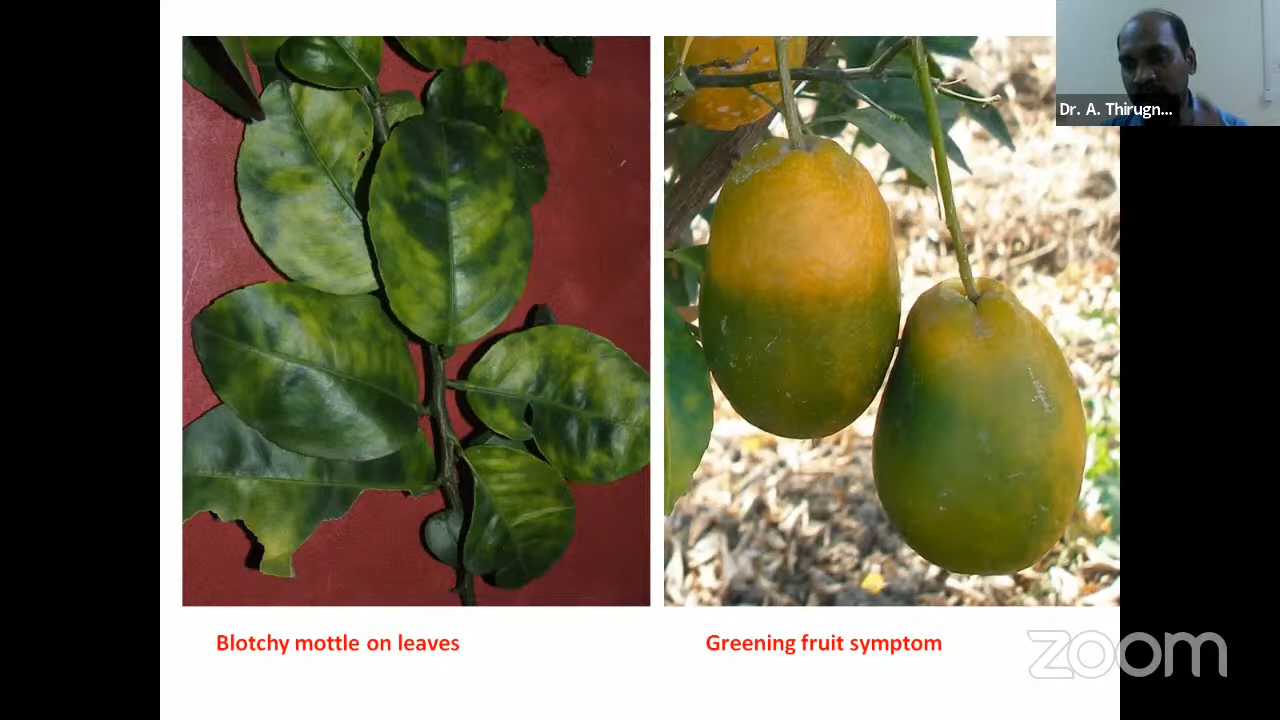 Dr. A. Thirugn...
Blotchy mottle on leaves
Greening fruit symptom
zoom